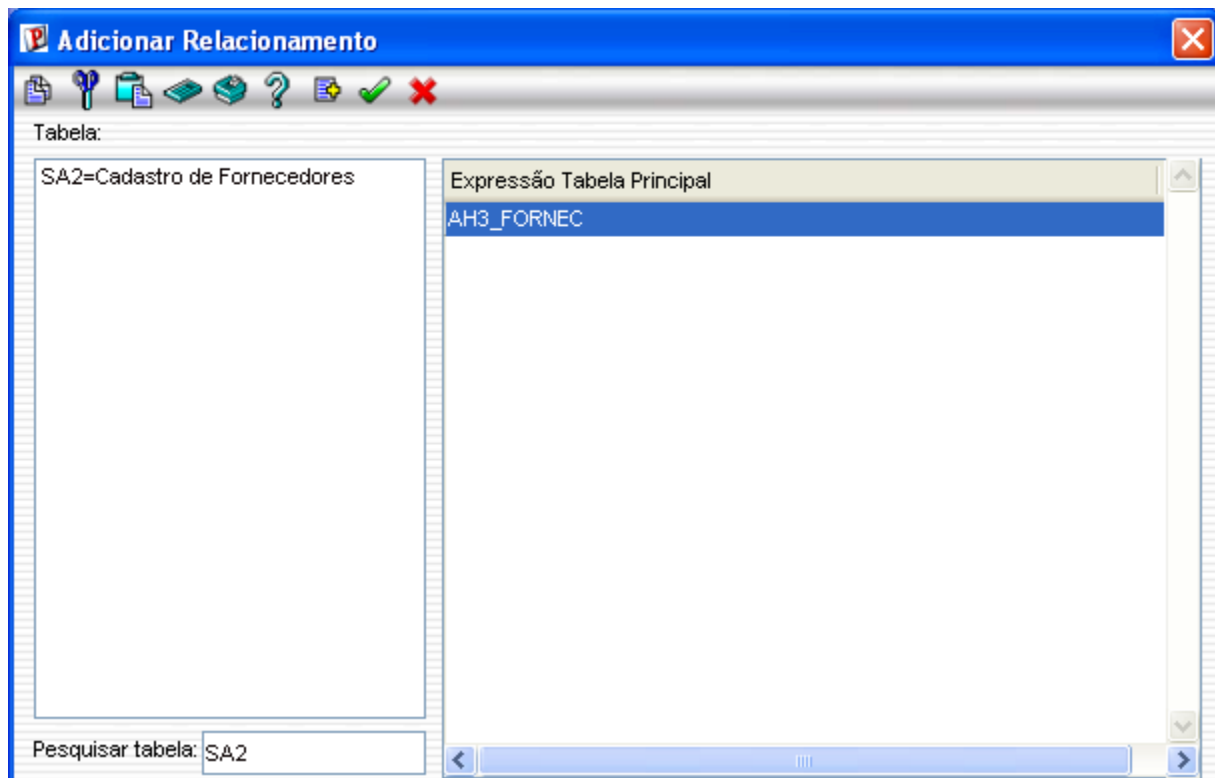 Adicionar Relacionamento
Tabela:
SA2=Cadastro de Fornecedores
Expressão Tabela Principal
AH3_FORNEC
Pesquisar tabela: SA2